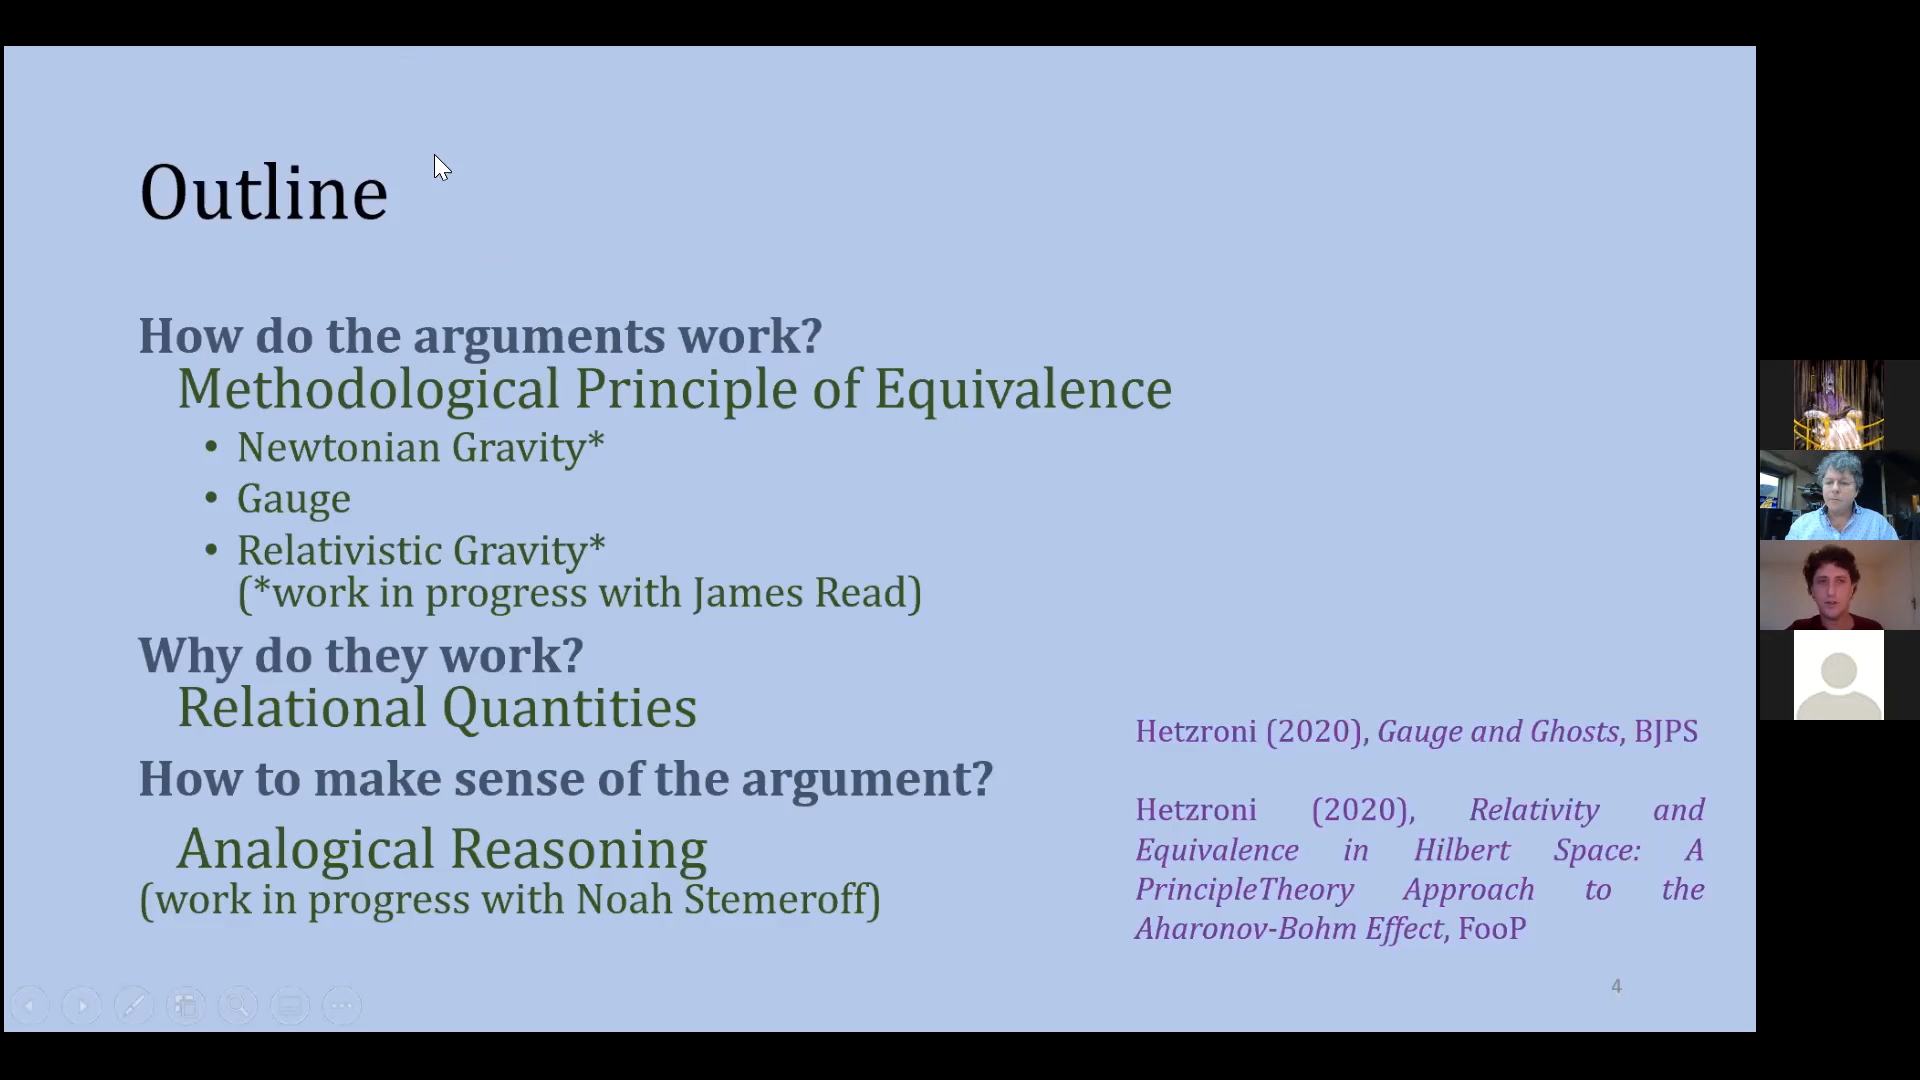 Outline
How do the arguments work?
Methodological Principle of Equivalence
• Newtonian Gravity*
• Gauge
• Relativistic Gravity*
(*work in progress with James Read)
Why do they work?
Relational Quantities
How to make sense of the argument?
Analogical Reasoning
(work in progress with Noah Stemeroff)
Hetzroni (2020), Gauge and Ghosts, BJPS
Hetzroni (2020), Relativity and
Equivalence in Hilbert Space: A
PrincipleTheory Approach to the
Aharonov-Bohm Effect, FooP
4